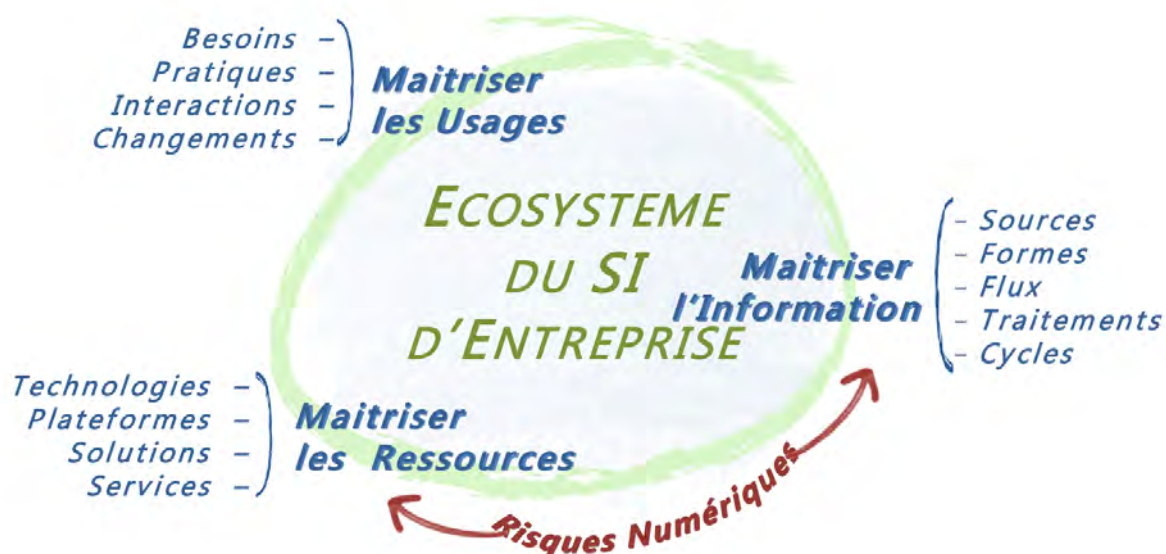 Besoins –
Pratiques –
Interactions –
Changements –
Maitriser
les Usages
ECOSYSTEME
DU SI
D'ENTREPRISE
Maitriser
l'Information
– Sources
– Formes
– Flux
– Traitements
– Cycles
Technologies –
Plateformes –
Solutions –
Services –
Maitriser
les Ressources
Risques Numériques